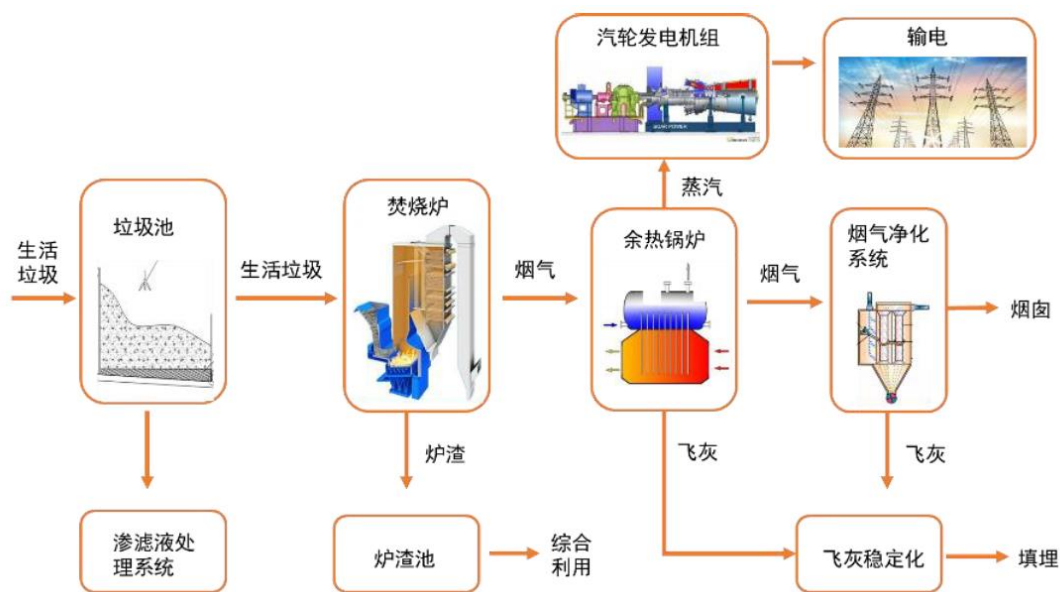 汽轮发电机组
输电
蒸汽
生活
垃圾
垃圾池
生活垃圾
焚烧炉
烟气
余热锅炉
烟气
烟气净化
系统
烟囱
炉渣
飞灰
飞灰
渗滤液处
理系统
炉渣池
综合
利用
飞灰稳定化
填埋